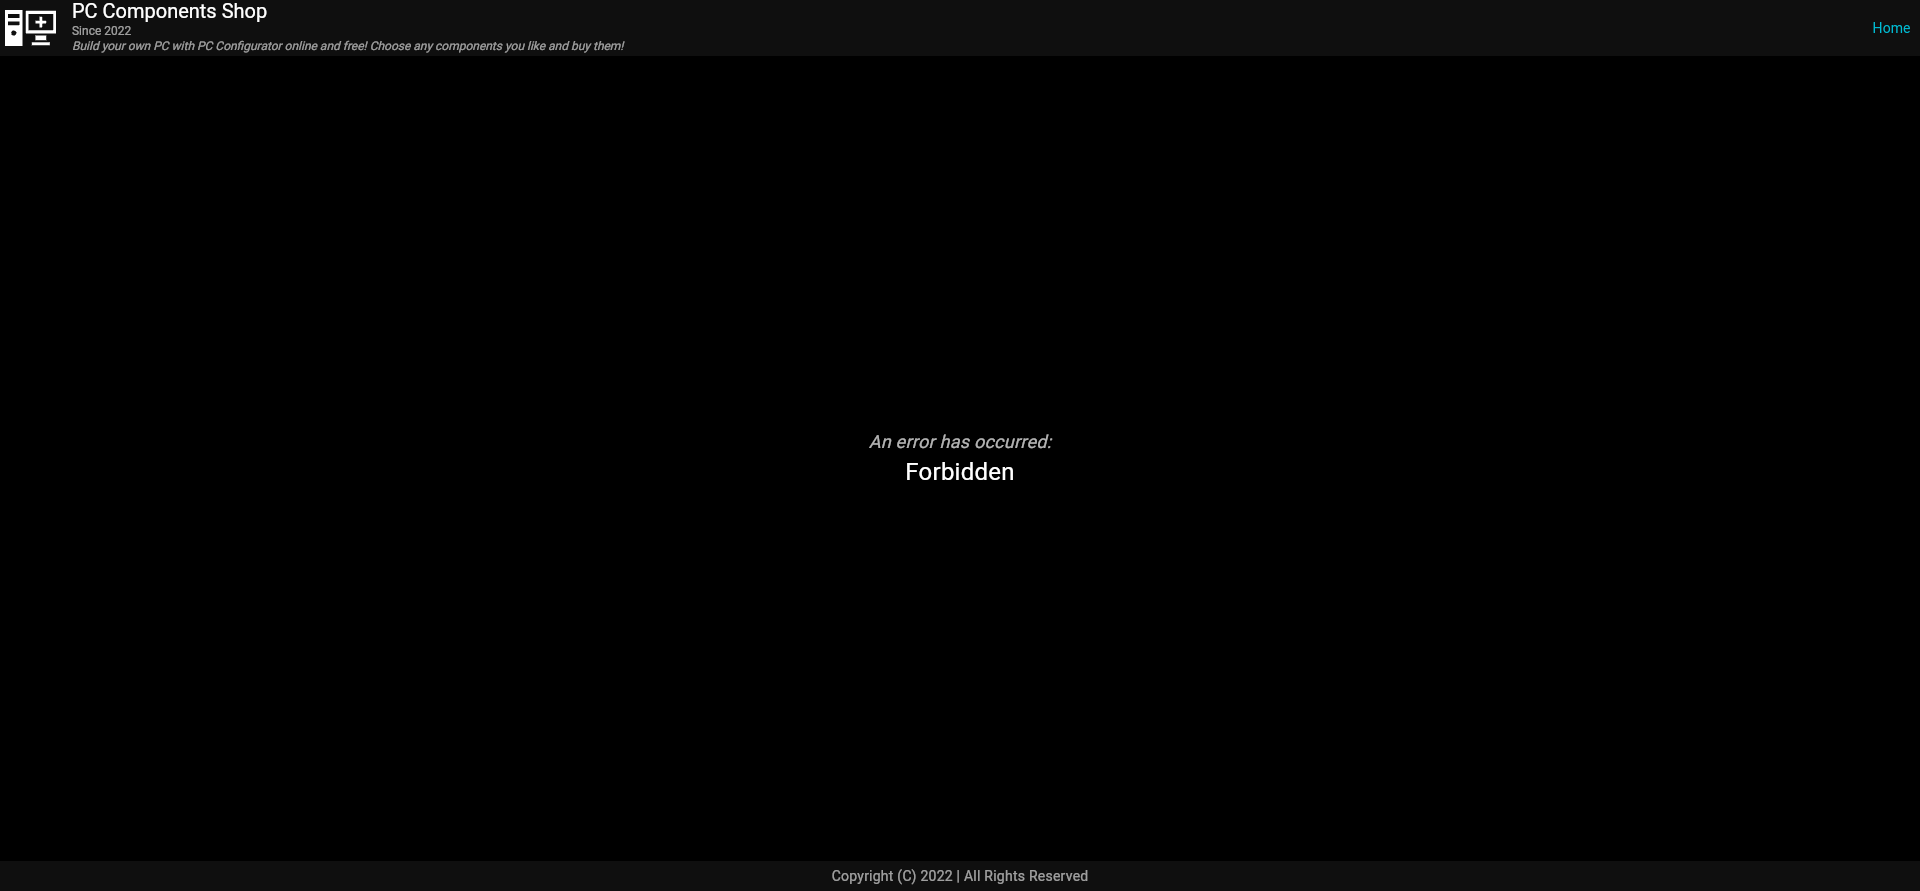 PC Components Shop
Since 2022
Build your own PC with PC Configurator online and free! Choose any components you like and buy them!
Home
An error has occurred:
Forbidden
Copyright (C) 2022 | All Rights Reserved